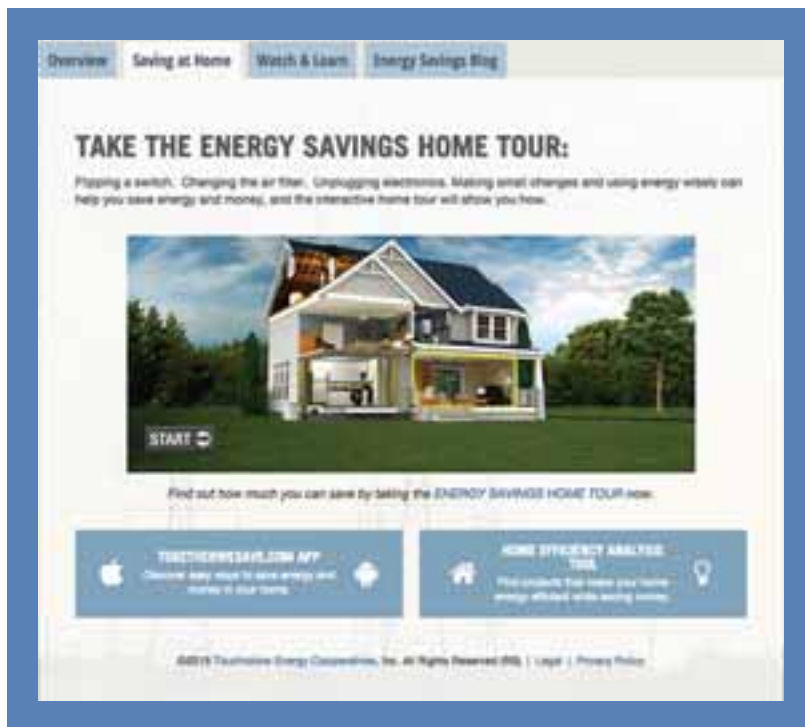 Overview Saving at Home Watch & Learn Energy Savings Blog
TAKE THE ENERGY SAVINGS HOME TOUR:
Flipping a switch. Changing the air filter. Unplugging electronics. Making small changes and using energy wisely can
help you save energy and money, and the interactive home tour will show you how.
START
Find out how much you can save by taking the ENERGY SAVINGS HOME TOUR now.
TOGETHERWESAVE.COM APP
Discover easy ways to save energy and
money in your home.
HOME EFFICIENCY ANALYSIS
TOOL
Find projects that make your home
energy efficient while saving money.
Touchstone Energy Cooperatives, Inc. All Rights Reserved | Legal | Privacy Policy